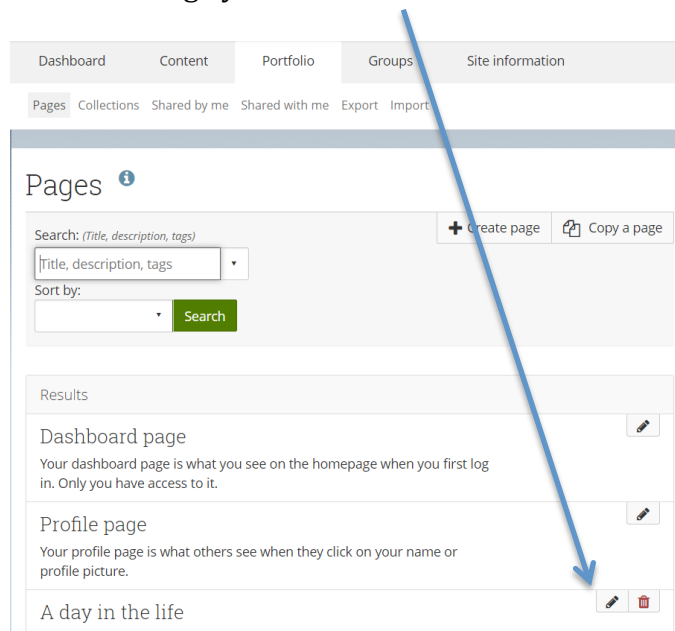 Dashboard Content Portfolio Groups Site information
Pages Collections Shared by me Shared with me Export Import
Pages
Search: (Title, description, tags)
Create page Copy a page
Title, description, tags
Sort by:
Search
Results
Dashboard page
Your dashboard page is what you see on the homepage when you first log
in. Only you have access to it.
Profile page
Your profile page is what others see when they click on your name or
profile picture.
A day in the life